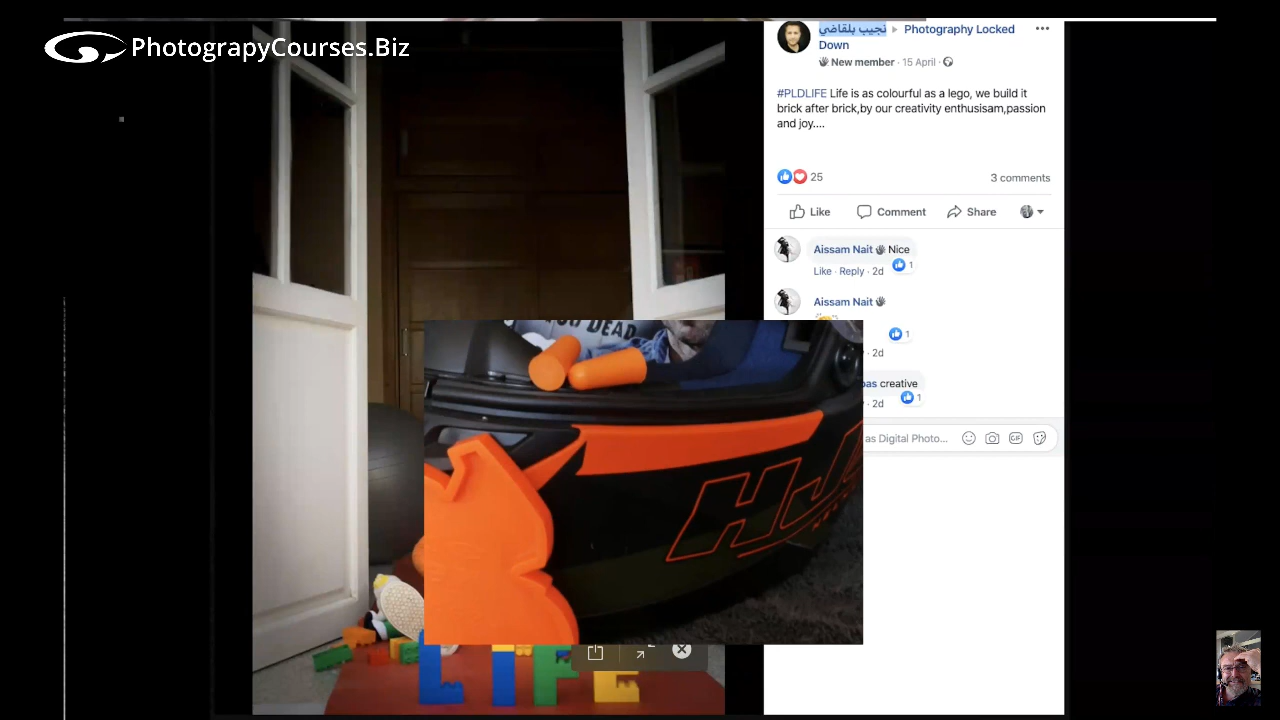 PhotograpyCourses.Biz
نجيب بلقاضي ▸ Photography Locked
Down
New member · 15 April ·
#PLDLIFE Life is as colourful as a lego, we build it
brick after brick,by our creativity enthusisam,passion
and joy....
25
3 comments
Like Comment Share
Aissam Nait Nice
Like · Reply · 2d
1
Aissam Nait
1
· 2d
creative
· 2d
1
as Digital Photo...
GIF
DEAD
HJ
LIFE